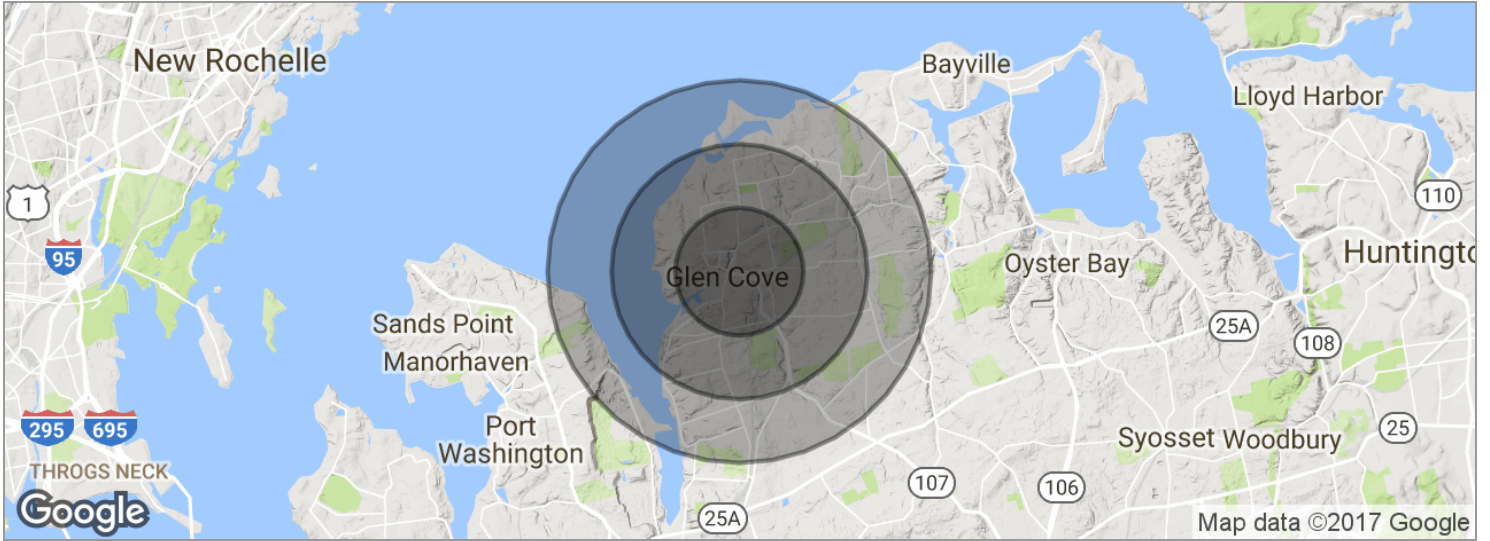 New Rochelle
Bayville
Lloyd Harbor
1
110
95
Glen Cove
Oyster Bay
Huntingto
Sands Point
25A
Manorhaven
108
295
695
Port
Washington
25
Syosset
Woodbury
THROGS NECK
107
106
Google
25A
Map data ©2017 Google